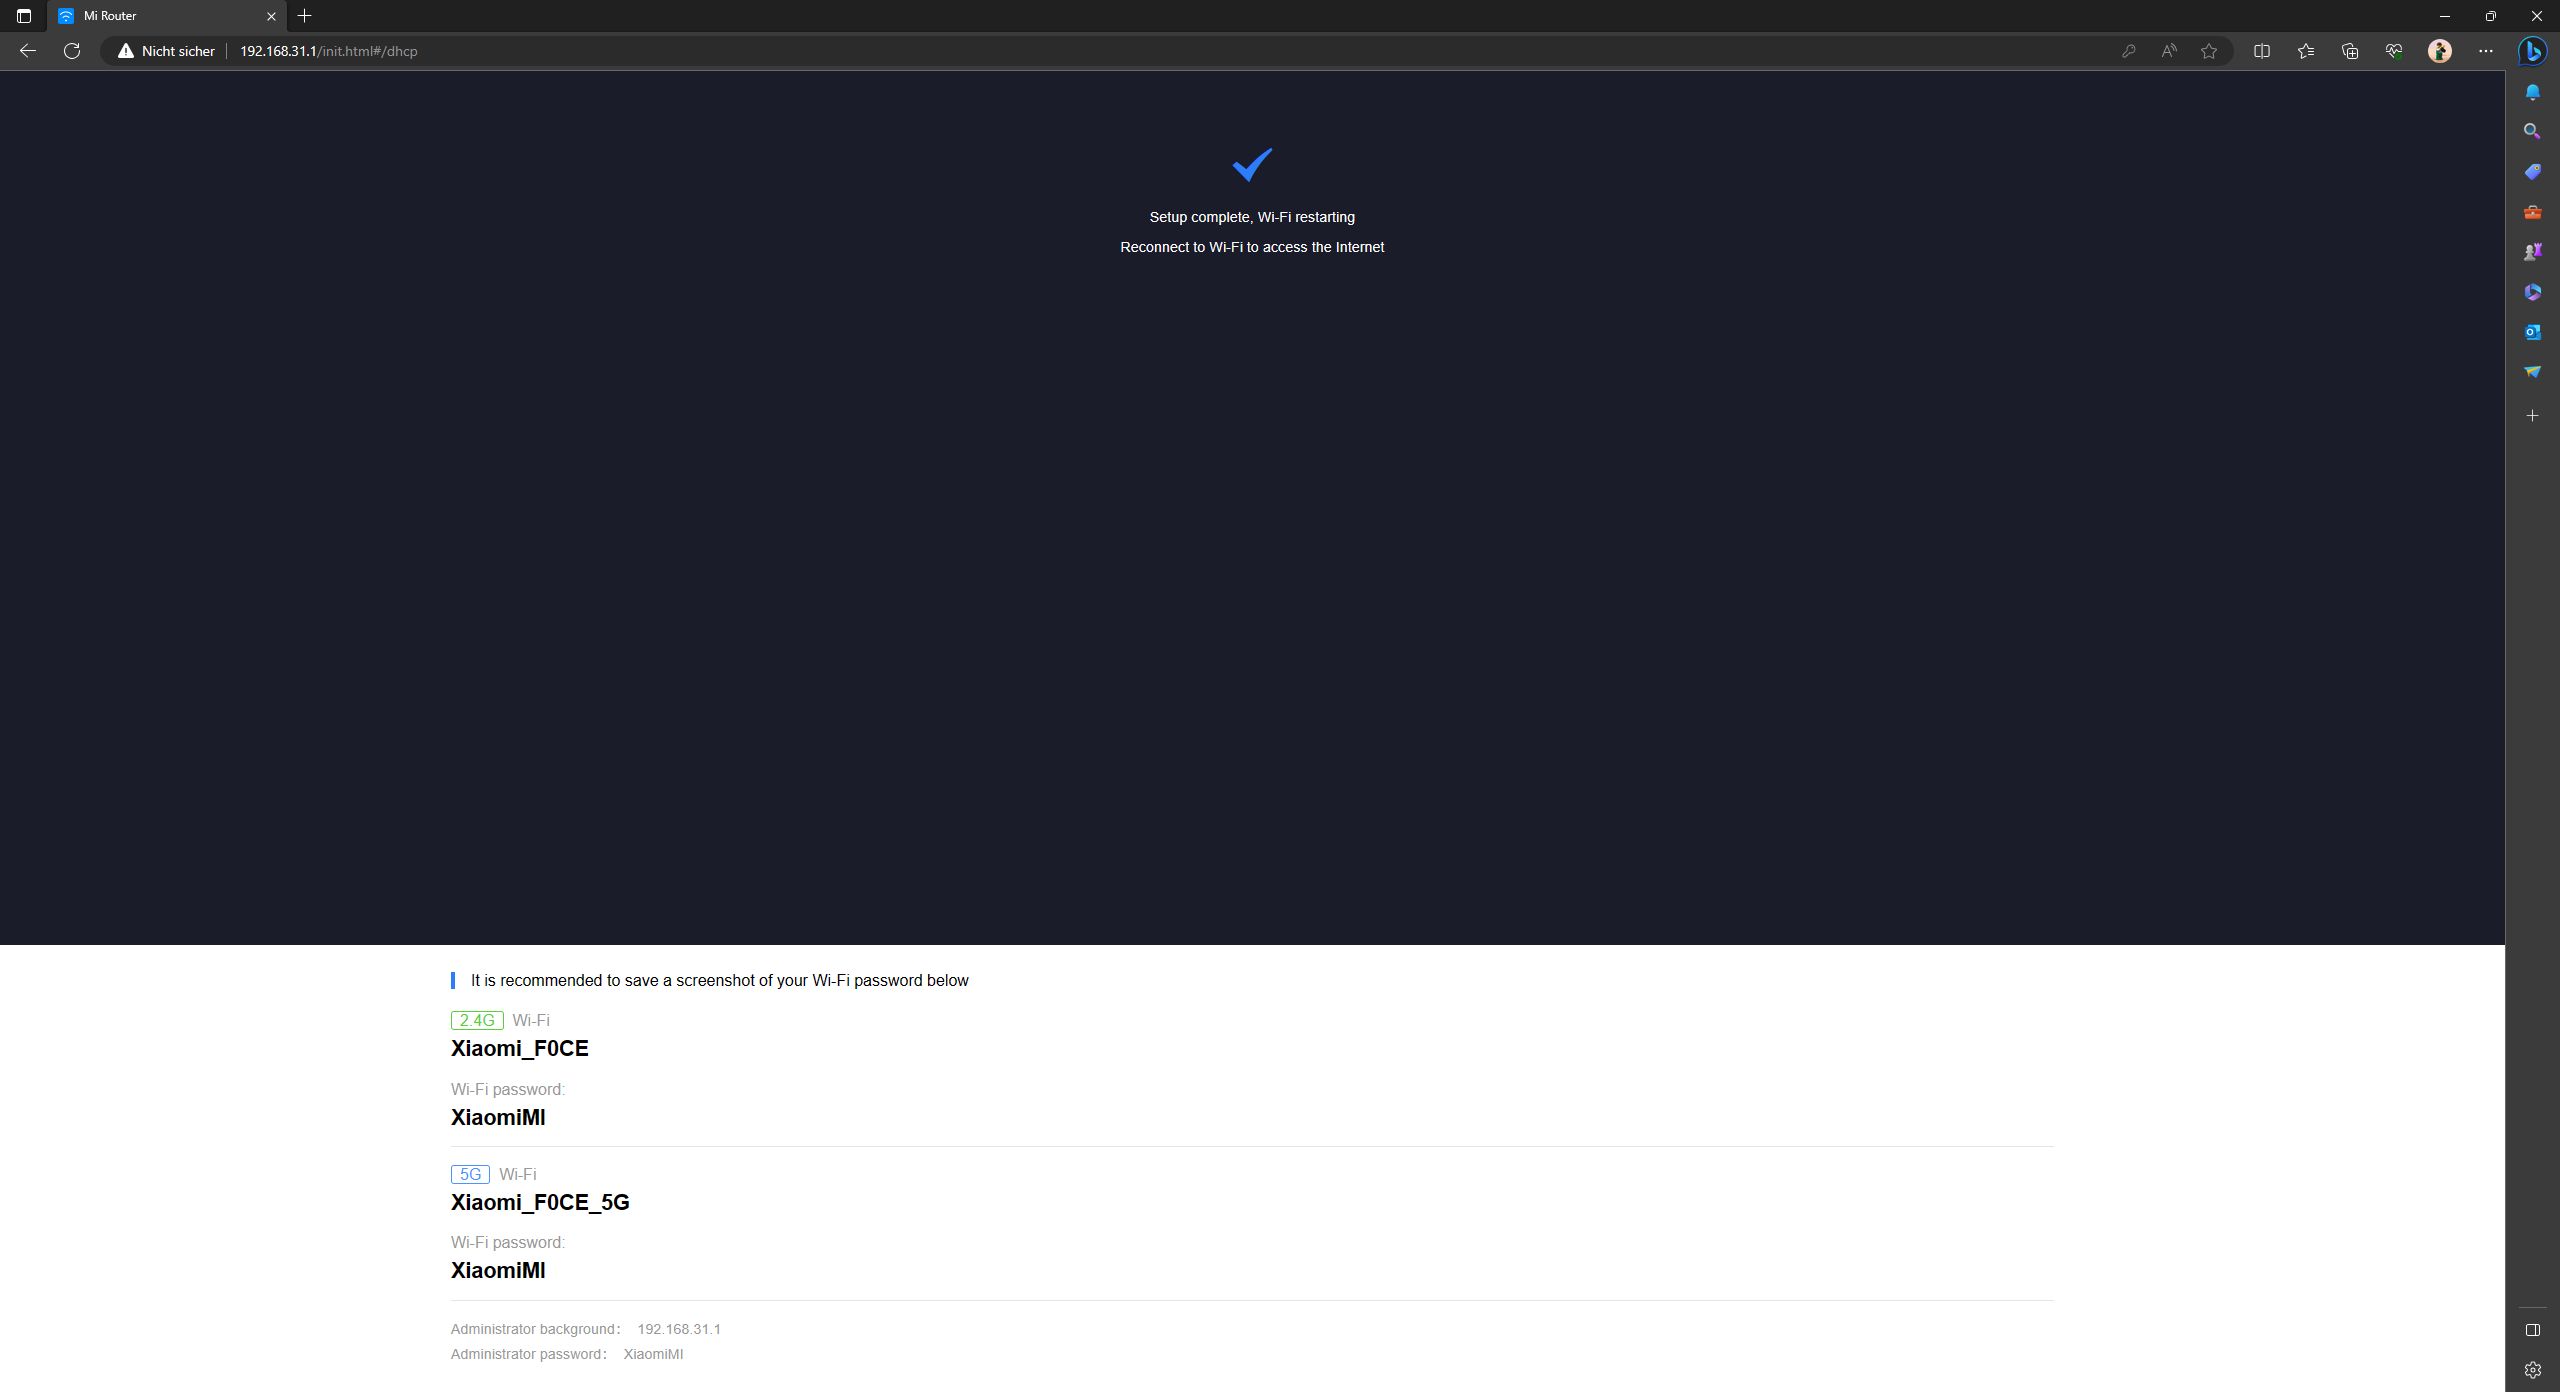 Mi Router
Nicht sicher
192.168.31.1/init.html#/dhcp
Setup complete, Wi-Fi restarting
Reconnect to Wi-Fi to access the Internet
It is recommended to save a screenshot of your Wi-Fi password below
2.4G Wi-Fi
Xiaomi_F0CE
Wi-Fi password:
XiaomiMI
5G Wi-Fi
Xiaomi_F0CE_5G
Wi-Fi password:
XiaomiMI
Administrator background: 192.168.31.1
Administrator password: XiaomiMI